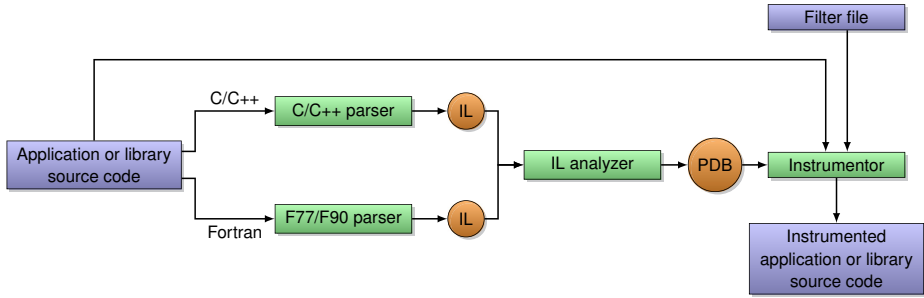 Filter file
C/C++
C/C++ parser
IL
Application or library
source code
IL analyzer
PDB
Instrumentor
Fortran
F77/F90 parser
IL
Instrumented
application or library
source code